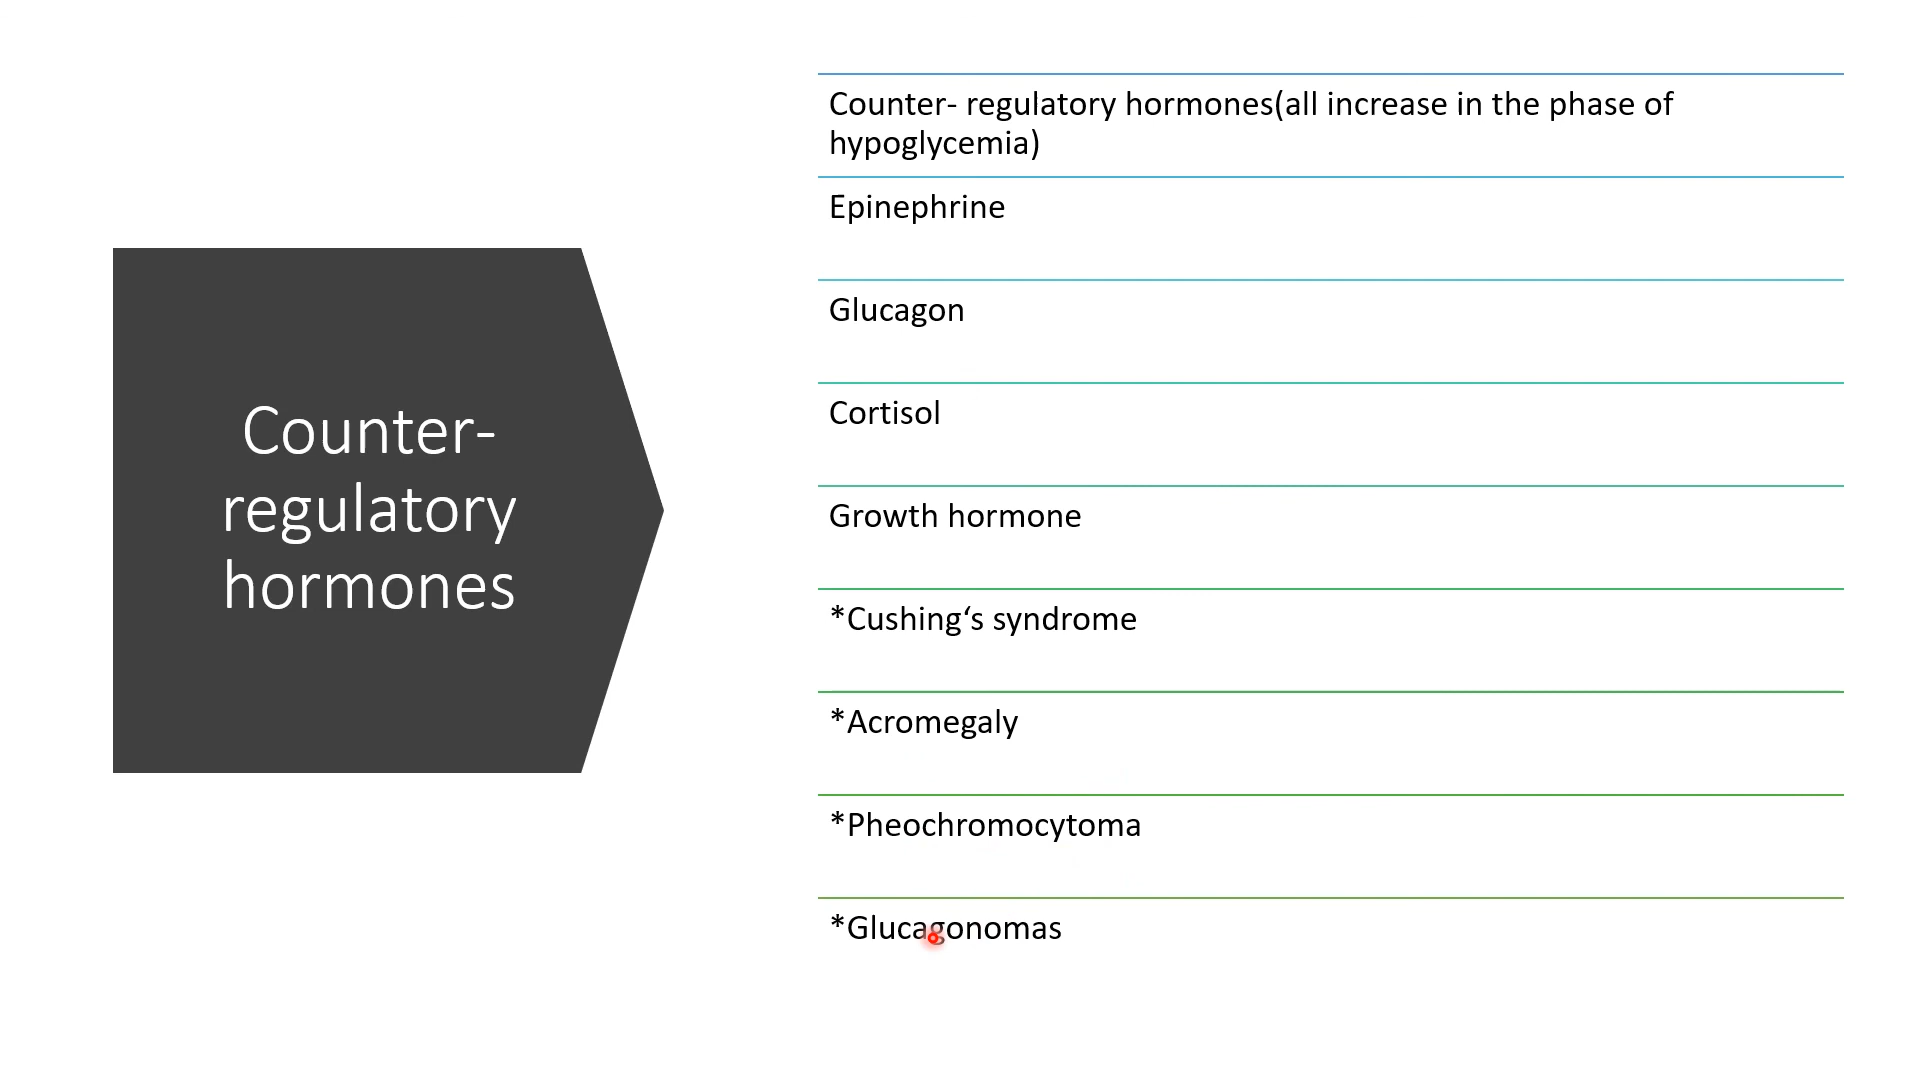 Counter-
regulatory
hormones
Counter- regulatory hormones(all increase in the phase of
hypoglycemia)
Epinephrine
Glucagon
Cortisol
Growth hormone
*Cushing‘s syndrome
*Acromegaly
*Pheochromocytoma
*Glucagonomas